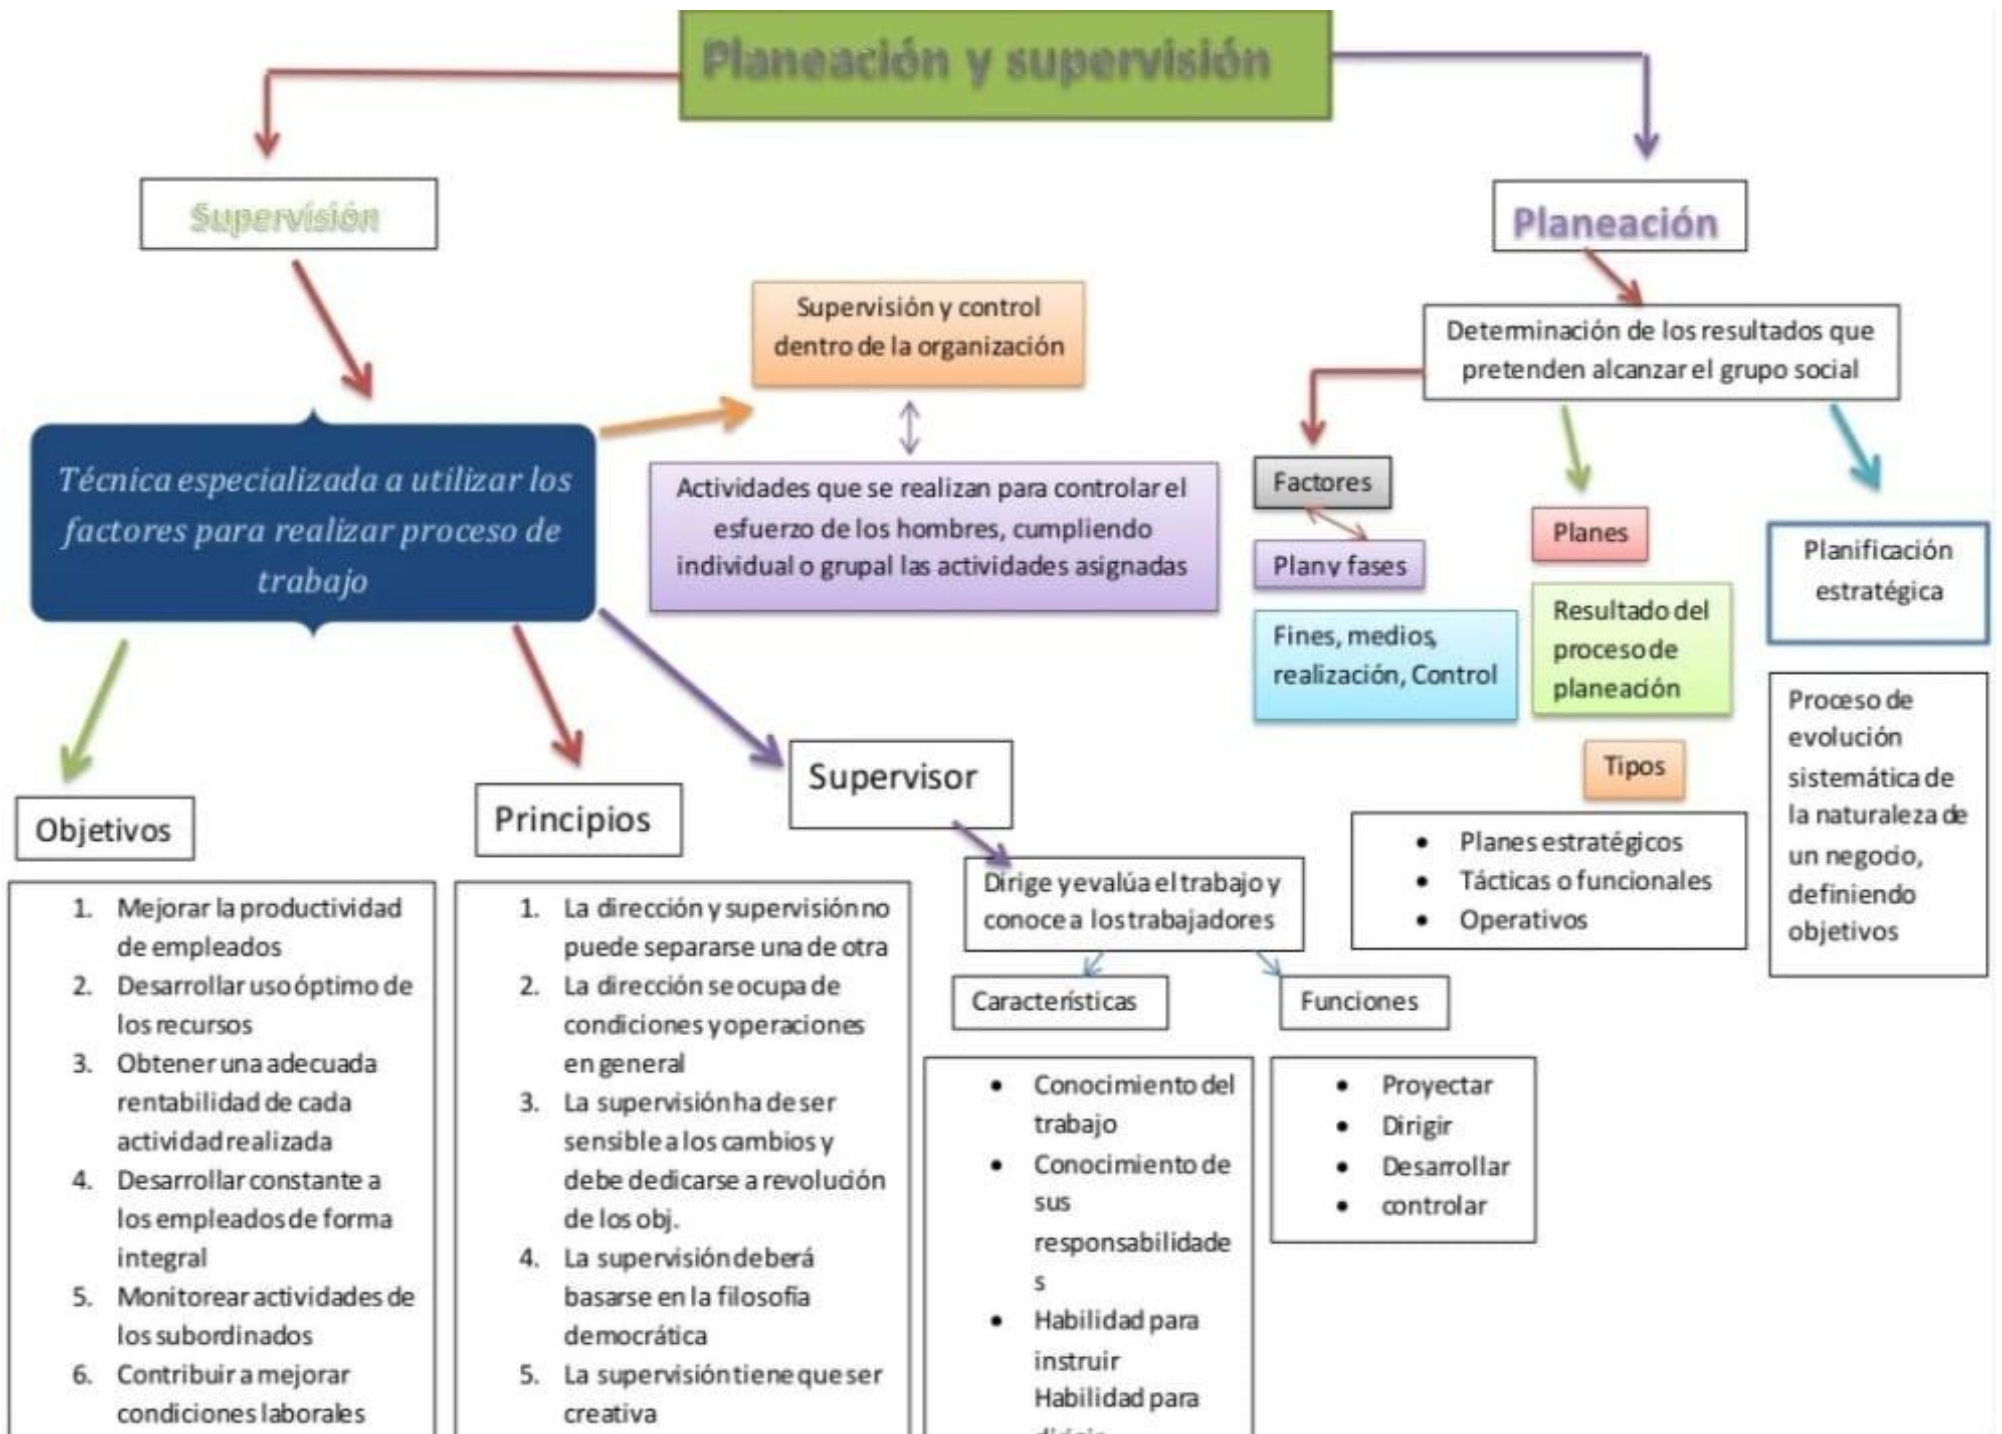 Planeación y supervisión
Supervisión
Técnica especializada a utilizar los
factores para realizar proceso de
trabajo
Supervisión y control
dentro de la organización
Actividades que se realizan para controlar el
esfuerzo de los hombres, cumpliendo
individual o grupal las actividades asignadas
Objetivos
1. Mejorar la productividad
de empleados
2. Desarrollar uso óptimo de
los recursos
3. Obtener una adecuada
rentabilidad de cada
actividad realizada
4. Desarrollar constante a
los empleados de forma
integral
5. Monitorear actividades de
los subordinados
6. Contribuir a mejorar
condiciones laborales
Principios
1. La dirección y supervisión no
puede separarse una de otra
2. La dirección se ocupa de
condiciones y operaciones
en general
3. La supervisión ha de ser
sensible a los cambios y
debe dedicarse a revolución
de los obj.
4. La supervisión deberá
basarse en la filosofía
democrática
5. La supervisión tiene que ser
creativa
Supervisor
Dirige y evalúa el trabajo y
conoce a los trabajadores
Características
• Conocimiento del
trabajo
• Conocimiento de
sus
responsabilidade
s
• Habilidad para
instruir
Habilidad para
Funciones
• Proyectar
• Dirigir
• Desarrollar
• controlar
Planeación
Determinación de los resultados que
pretenden alcanzar el grupo social
Factores
Plan y fases
Fines, medios,
realización, Control
Planes
Resultado del
proceso de
planeación
Tipos
• Planes estratégicos
• Tácticas o funcionales
• Operativos
Planificación
estratégica
Proceso de
evolución
sistemática de
la naturaleza de
un negocio,
definiendo
objetivos